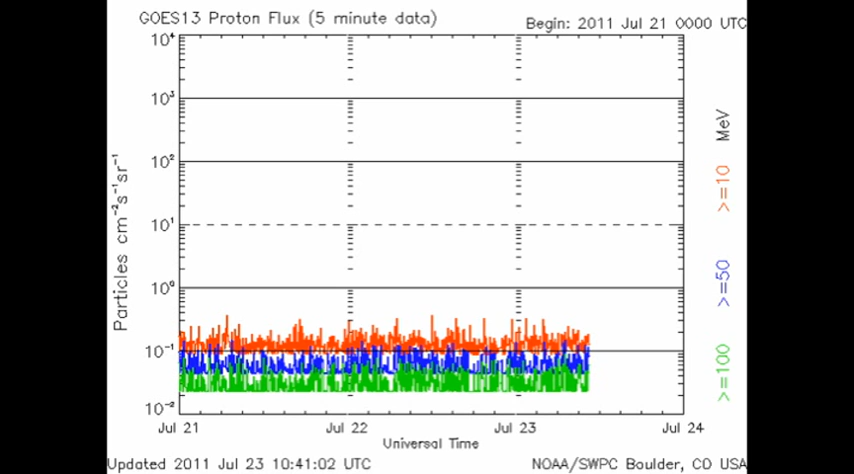 GOES13 Proton Flux (5 minute data)
Begin: 2011 Jul 21 0000 UTC
10⁴
10³
10²
10¹
10⁰
10⁻¹
10⁻²
Particles cm⁻²s⁻¹sr⁻¹
MeV
>=10
>=50
>=100
Jul 21
Jul 22
Jul 23
Jul 24
Universal Time
Updated 2011 Jul 23 10:41:02 UTC
NOAA/SWPC Boulder, CO USA